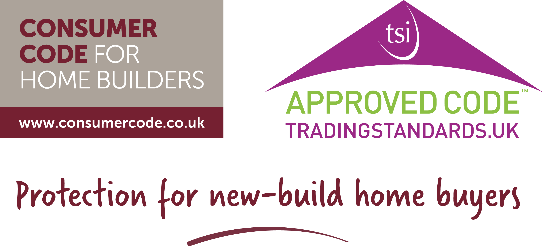 CONSUMER
CODE FOR
HOME BUILDERS
www.consumercode.co.uk
tsi
APPROVED CODE™
TRADINGSTANDARDS.UK
Protection for new-build home buyers